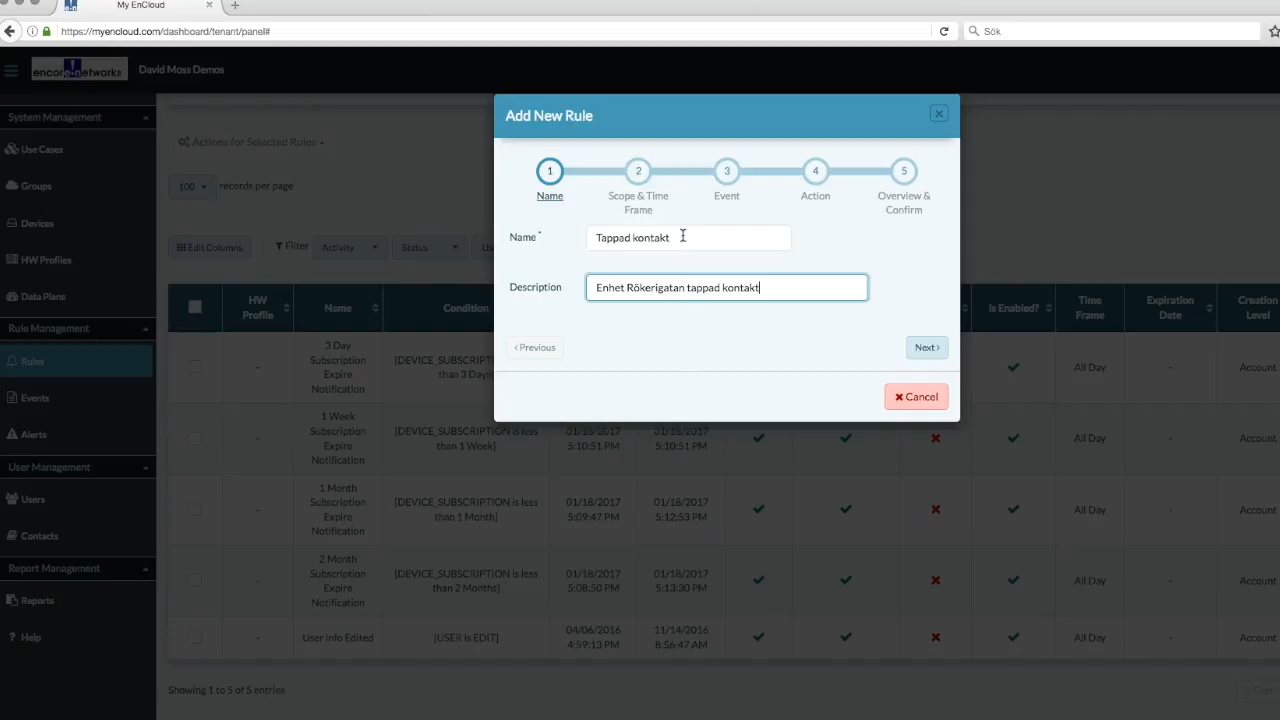 My EnCloud
https://myencloud.com/dashboard/tenant/panel#
Sök
encore networks
David Moss Demos
System Management
Use Cases
Groups
Devices
HW Profiles
Data Plans
Rule Management
Rules
Events
Alerts
User Management
Users
Contacts
Report Management
Reports
? Help
Actions for Selected Rules
100
records per page
Edit Columns
Filter
Activity
Status
Add New Rule
1
2
3
4
5
Name
Scope & Time
Frame
Event
Action
Overview &
Confirm
Name*
Tappad kontakt
Description
Enhet Rökerigatan tappad kontakt
‹ Previous
Next ›
Cancel
HW
Profile
Name
Condition
Is Enabled?
Time
Frame
Expiration
Date
Creation
Level
-
3 Day
Subscription
Expire
Notification
[DEVICE_SUBSCRIPTION
than 3 Days]
All Day
-
Account
-
1 Week
Subscription
Expire
Notification
[DEVICE_SUBSCRIPTION is less
than 1 Week]
01/18/2017
5:10:51 PM
01/18/2017
5:10:51 PM
All Day
-
Account
-
1 Month
Subscription
Expire
Notification
[DEVICE_SUBSCRIPTION is less
than 1 Month]
01/18/2017
5:09:47 PM
01/18/2017
5:12:53 PM
All Day
-
Account
-
2 Month
Subscription
Expire
Notification
[DEVICE_SUBSCRIPTION is less
than 2 Months]
01/18/2017
5:08:50 PM
01/18/2017
5:13:30 PM
All Day
-
Account
-
User info Edited
[USER is EDIT]
04/06/2016
4:59:13 PM
11/14/2016
8:56:47 AM
All Day
-
Account
Showing 1 to 5 of 5 entries
First